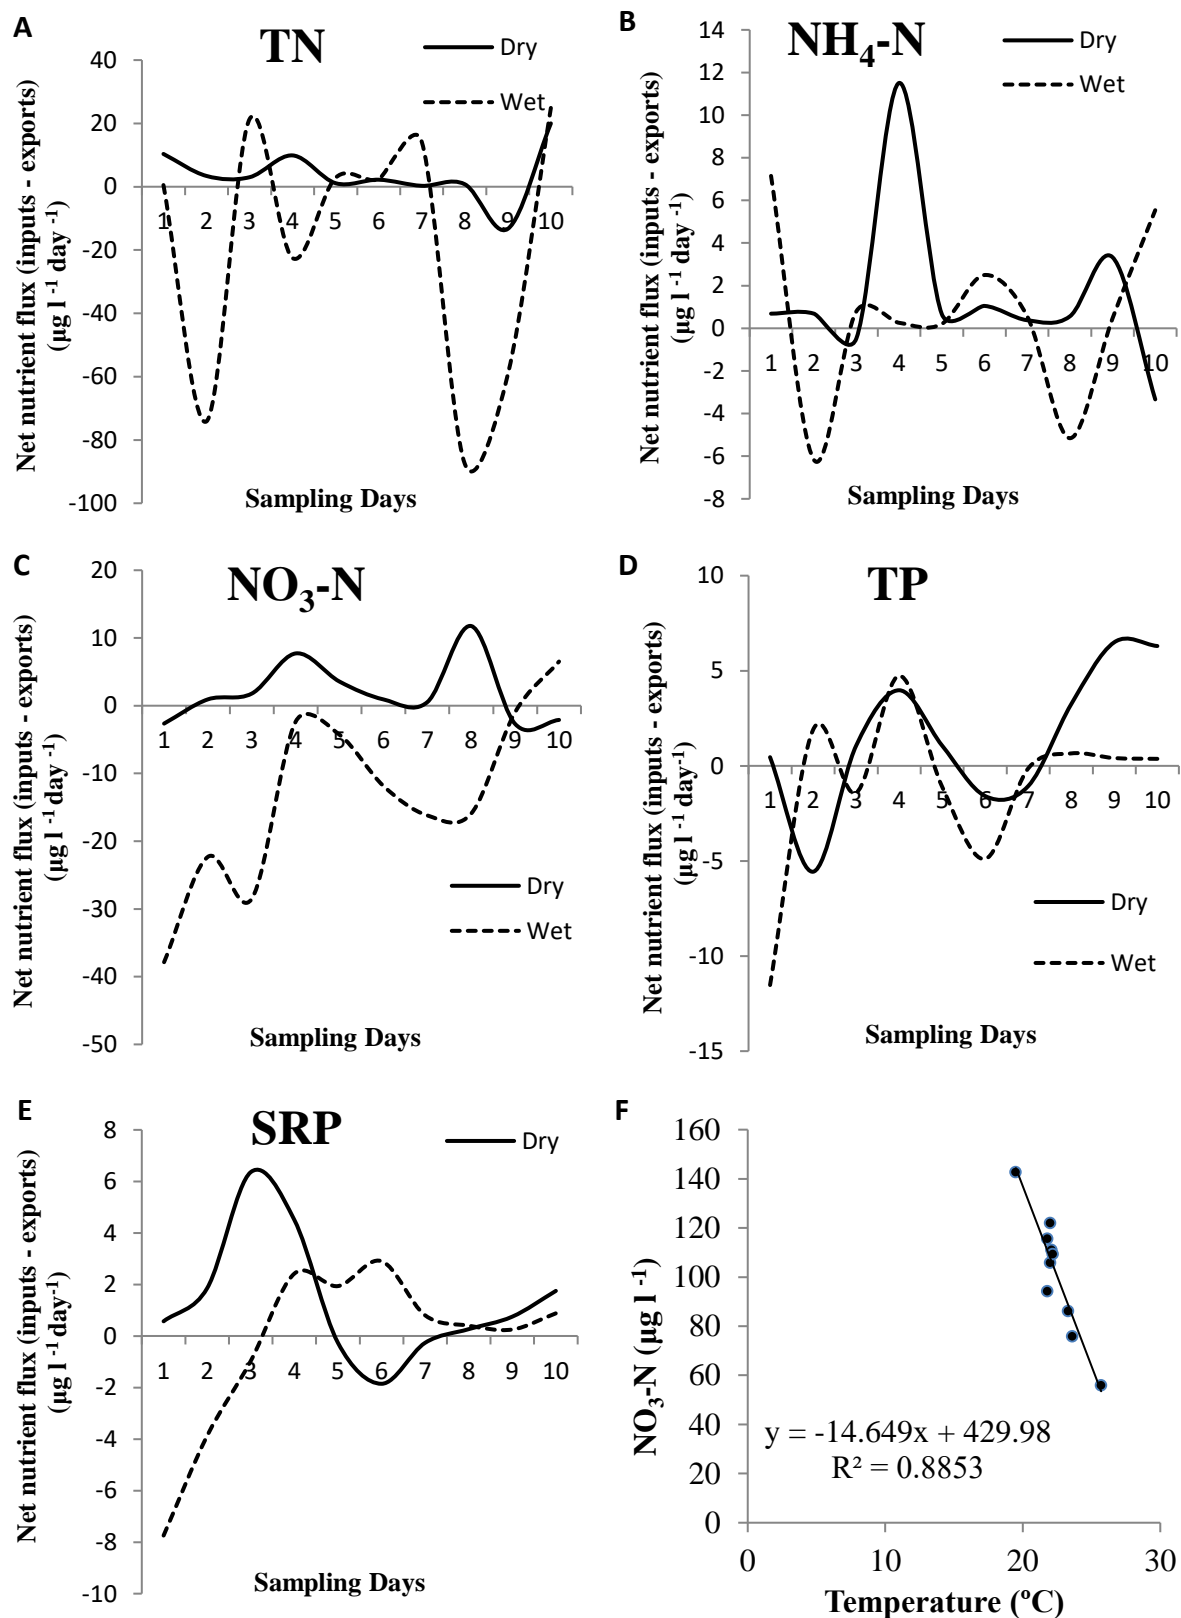 A
TN
Dry
Wet
Net nutrient flux (inputs - exports)
(µg l ⁻¹ day ⁻¹)
40
20
0
-20
-40
-60
-80
-100
1 2 3 4 5 6 7 8 9 10
Sampling Days
B
NH₄-N
Dry
Wet
Net nutrient flux (inputs - exports)
(µg l ⁻¹ day ⁻¹)
14
12
10
8
6
4
2
0
-2
-4
-6
-8
1 2 3 4 5 6 7 8 9 10
Sampling Days
C
NO₃-N
Net nutrient flux (inputs - exports)
(µg l ⁻¹day⁻¹)
20
10
0
-10
-20
-30
-40
-50
1 2 3 4 5 6 7 8 9 10
Dry
Wet
Sampling Days
D
TP
Net nutrient flux (inputs - exports)
(µg l ⁻¹ day⁻¹)
10
5
0
-5
-10
-15
1 2 3 4 5 6 7 8 9 10
Dry
Wet
Sampling Days
E
SRP
Dry
Net nutrient flux (inputs - exports)
(µg l ⁻¹day⁻¹)
8
6
4
2
0
-2
-4
-6
-8
-10
1 2 3 4 5 6 7 8 9 10
Sampling Days
F
NO₃-N (µg l ⁻¹)
160
140
120
100
80
60
40
20
0
y = -14.649x + 429.98
R² = 0.8853
0 10 20 30
Temperature (ºC)